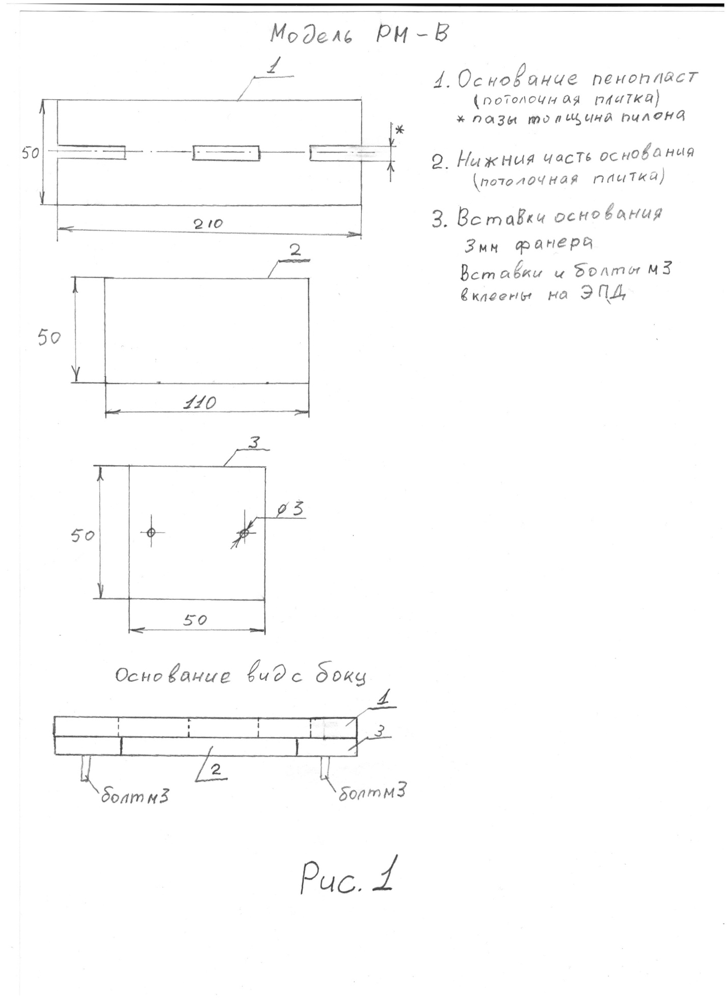 Модель РМ-В
1
1. Основание пенопласт
(потолочная плитка)
* пазы толщина пилона
*
50
210
2. Нижния часть основания
(потолочная плитка)
3. Вставки основания
3мм фанера
Вставки и болты м3
вклеены на ЭПД
2
50
110
3
ø3
50
50
Основание вид с боку
1
3
2
болт м3
болт м3
Рис. 1